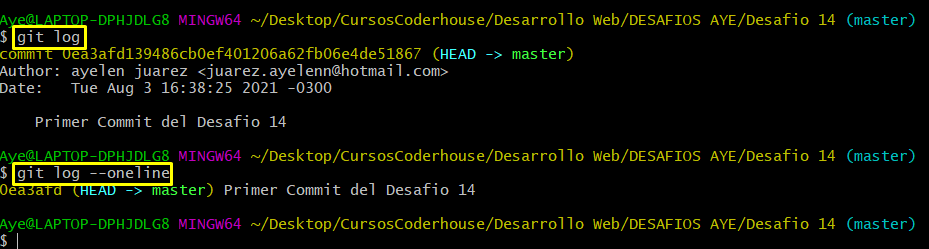 Aye@LAPTOP-DPHJDLG8 MINGW64 ~/Desktop/CursosCoderhouse/Desarrollo Web/DESAFIOS AYE/Desafio 14 (master)
$ git log
commit 0ea3afd139486cb0ef401206a62fb06e4de51867 (HEAD -> master)
Author: ayelen juarez <juarez.ayelenn@hotmail.com>
Date:   Tue Aug 3 16:38:25 2021 -0300
    Primer Commit del Desafio 14
Aye@LAPTOP-DPHJDLG8 MINGW64 ~/Desktop/CursosCoderhouse/Desarrollo Web/DESAFIOS AYE/Desafio 14 (master)
$ git log --oneline
0ea3afd (HEAD -> master) Primer Commit del Desafio 14
Aye@LAPTOP-DPHJDLG8 MINGW64 ~/Desktop/CursosCoderhouse/Desarrollo Web/DESAFIOS AYE/Desafio 14 (master)
$